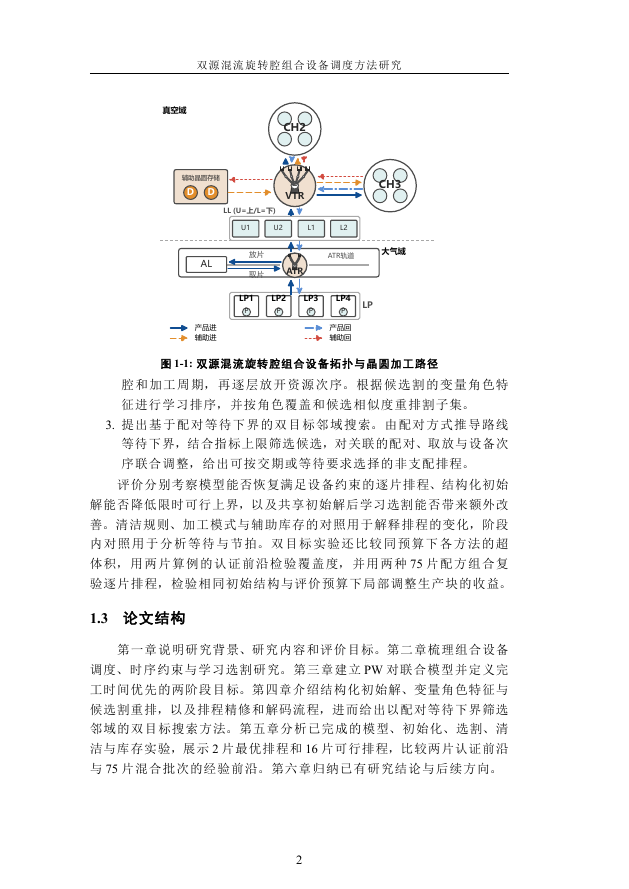 双源混流旋转腔组合设备调度方法研究
真空域
CH2
辅助晶圆存储
D D
VTR
CH3
LL (U=上/L=下)
U1 U2 L1 L2
大气域
放片
ATR轨道
AL
ATR
取片
LP1 LP2 LP3 LP4
LP
P P P P
产品进 产品回
辅助进 辅助回
图 1-1: 双源混流旋转腔组合设备拓扑与晶圆加工路径
腔和加工周期，再逐层放开资源次序。根据候选割的变量角色特
征进行学习排序，并按角色覆盖和候选相似度重排割子集。
3. 提出基于配对等待下界的双目标邻域搜索。由配对方式推导路线
等待下界，结合指标上限筛选候选，对关联的配对、取放与设备次
序联合调整，给出可按交期或等待要求选择的非支配排程。
评价分别考察模型能否恢复满足设备约束的逐片排程、结构化初始
解能否降低限时可行上界，以及共享初始解后学习选割能否带来额外改
善。清洁规则、加工模式与辅助库存的对照用于解释排程的变化，阶段
内对照用于分析等待与节拍。双目标实验还比较同预算下各方法的超
体积，用两片算例的认证前沿检验覆盖度，并用两种 75 片配方组合复
验逐片排程，检验相同初始结构与评价预算下局部调整生产块的收益。
1.3 论文结构
第一章说明研究背景、研究内容和评价目标。第二章梳理组合设备
调度、时序约束与学习选割研究。第三章建立 PW 对联合模型并定义完
工时间优先的两阶段目标。第四章介绍结构化初始解、变量角色特征与
候选割重排，以及排程精修和解码流程，进而给出以配对等待下界筛选
邻域的双目标搜索方法。第五章分析已完成的模型、初始化、选割、清
洁与库存实验，展示 2 片最优排程和 16 片可行排程，比较两片认证前沿
与 75 片混合批次的经验前沿。第六章归纳已有研究结论与后续方向。
2